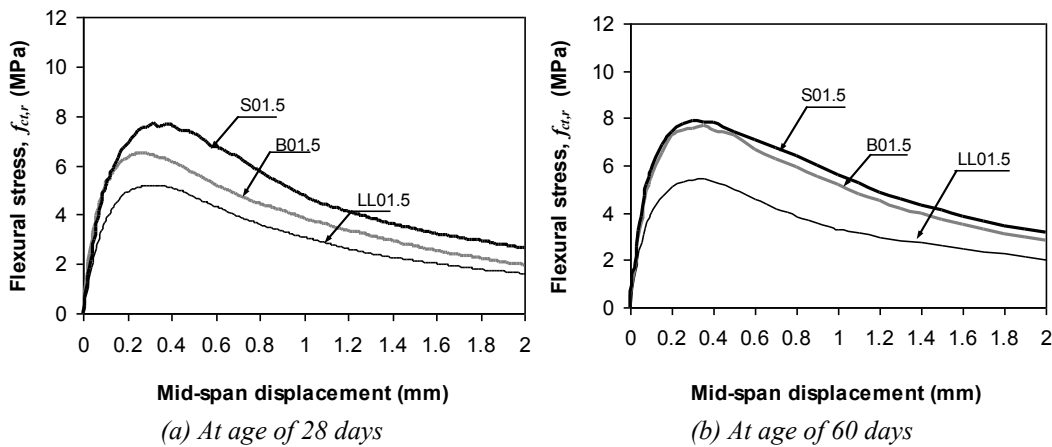 12
10
8
6
4
2
0
Flexural stress, f_ct,r (MPa)
S01.5
B01.5
LL01.5
0 0.2 0.4 0.6 0.8 1 1.2 1.4 1.6 1.8 2
Mid-span displacement (mm)
(a) At age of 28 days
12
10
8
6
4
2
0
Flexural stress, f_ct,r (MPa)
S01.5
B01.5
LL01.5
0 0.2 0.4 0.6 0.8 1 1.2 1.4 1.6 1.8 2
Mid-span displacement (mm)
(b) At age of 60 days